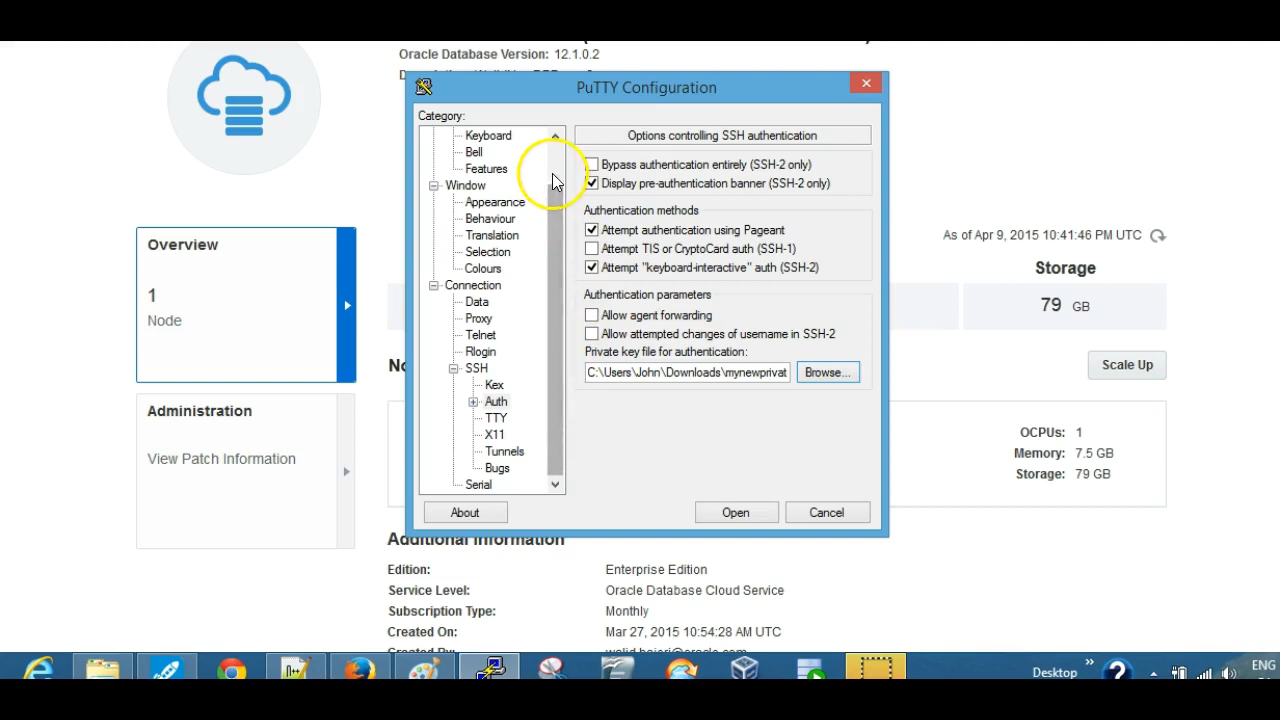 Oracle Database Version: 12.1.0.2
PuTTY Configuration
Category:
Keyboard
Bell
Features
Window
Appearance
Behaviour
Translation
Selection
Colours
Connection
Data
Proxy
Telnet
Rlogin
SSH
Kex
Auth
TTY
X11
Tunnels
Bugs
Serial
Options controlling SSH authentication
Bypass authentication entirely (SSH-2 only)
Display pre-authentication banner (SSH-2 only)
Authentication methods
Attempt authentication using Pageant
Attempt TIS or CryptoCard auth (SSH-1)
Attempt "keyboard-interactive" auth (SSH-2)
Authentication parameters
Allow agent forwarding
Allow attempted changes of username in SSH-2
Private key file for authentication:
C:\Users\John\Downloads\mynewprivat
Browse...
About
Open
Cancel
Overview
1
Node
Administration
View Patch Information
As of Apr 9, 2015 10:41:46 PM UTC
Storage
79 GB
Scale Up
OCPUs: 1
Memory: 7.5 GB
Storage: 79 GB
Additional Information
Edition: Enterprise Edition
Service Level: Oracle Database Cloud Service
Subscription Type: Monthly
Created On: Mar 27, 2015 10:54:28 AM UTC
Desktop
ENG